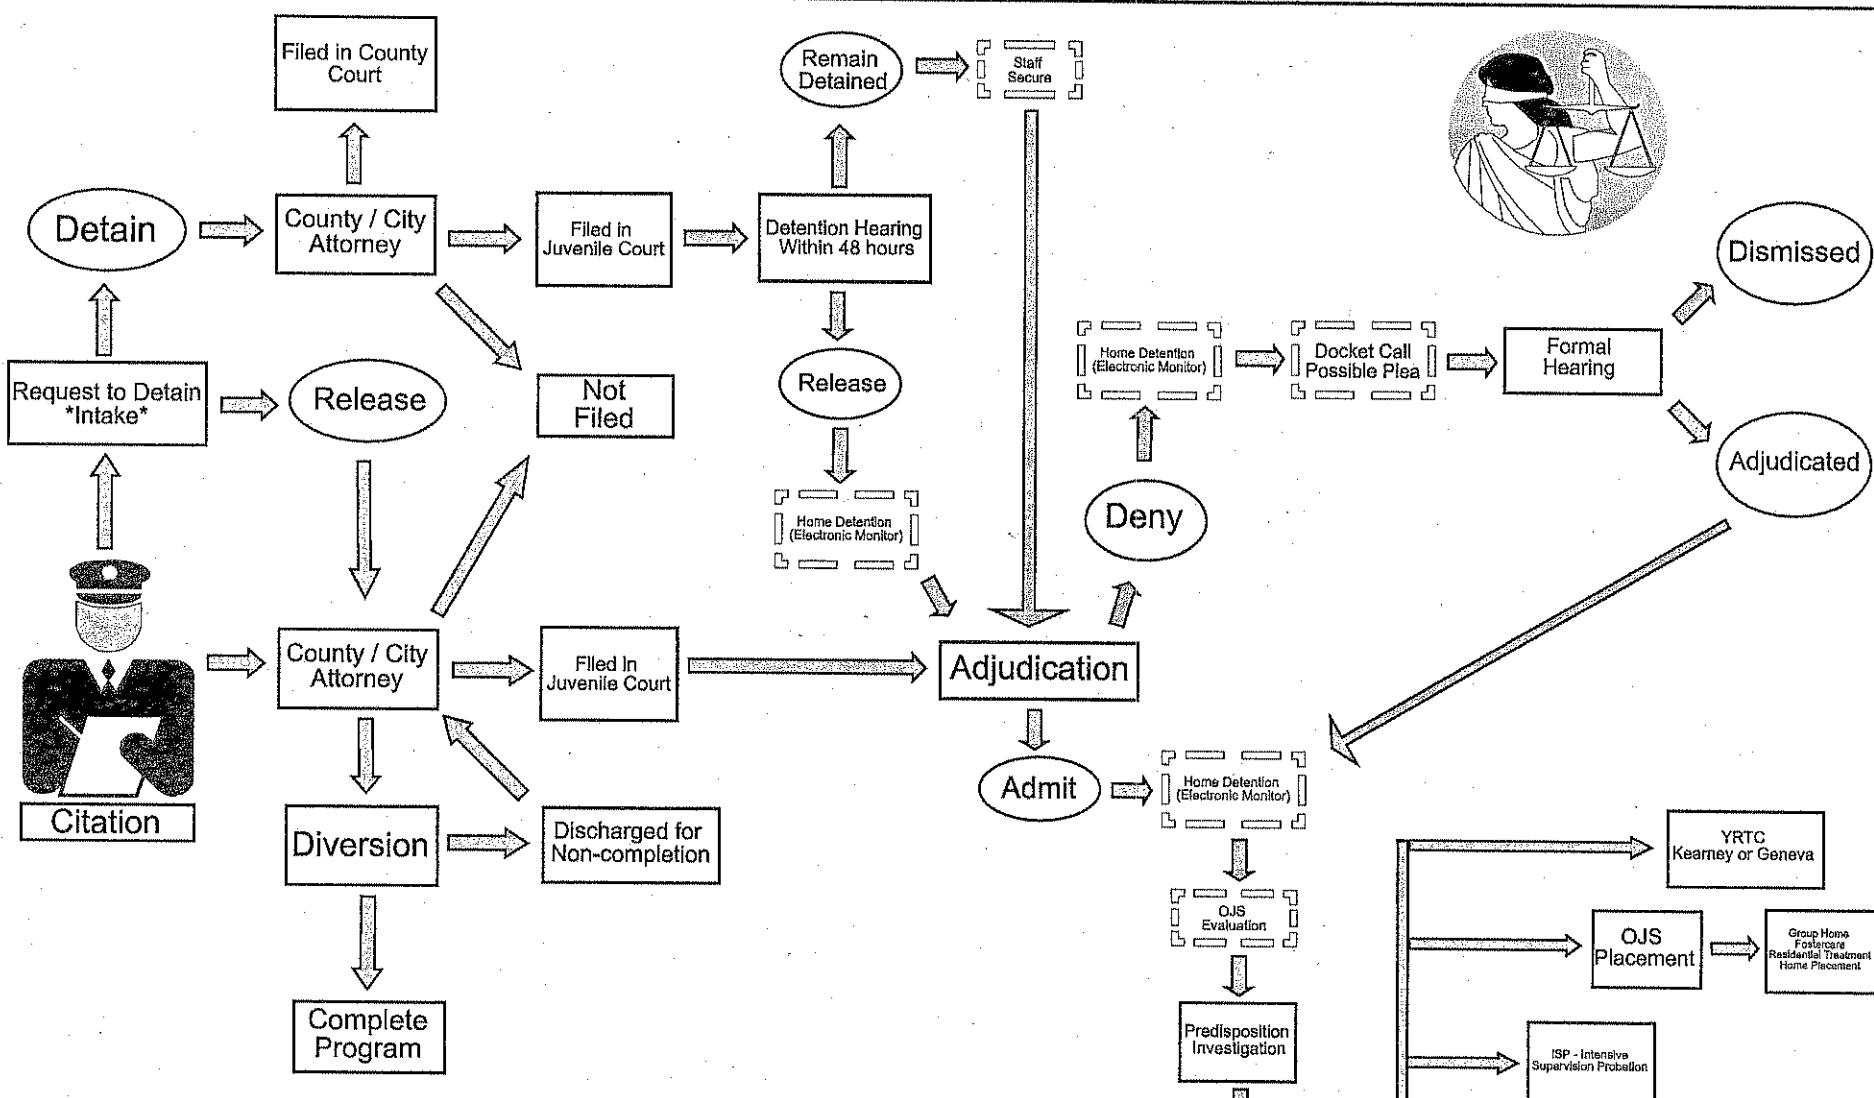 Filed in County
Court
Remain
Detained
Staff
Secure
Detain
County / City
Attorney
Filed in
Juvenile Court
Detention Hearing
Within 48 hours
Dismissed
Request to Detain
*Intake*
Release
Not
Filed
Release
Home Detention
(Electronic Monitor)
Docket Call
Possible Plea
Formal
Hearing
Adjudicated
Home Detention
(Electronic Monitor)
Deny
County / City
Attorney
Filed in
Juvenile Court
Adjudication
Admit
Home Detention
(Electronic Monitor)
Citation
Diversion
Discharged for
Non-completion
YRTC
Kearney or Geneva
OJS
Evaluation
OJS
Placement
Group Home
Fostercare
Residential Treatment
Home Placement
Complete
Program
Predisposition
Investigation
ISP - Intensive
Supervision Probation